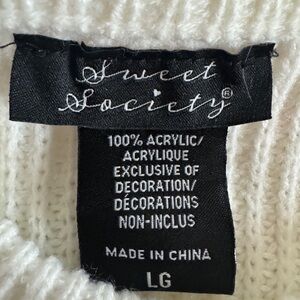 Sweet
Society®
100% ACRYLIC/
ACRYLIQUE
EXCLUSIVE OF
DECORATION/
DÉCORATIONS
NON-INCLUS
MADE IN CHINA
LG